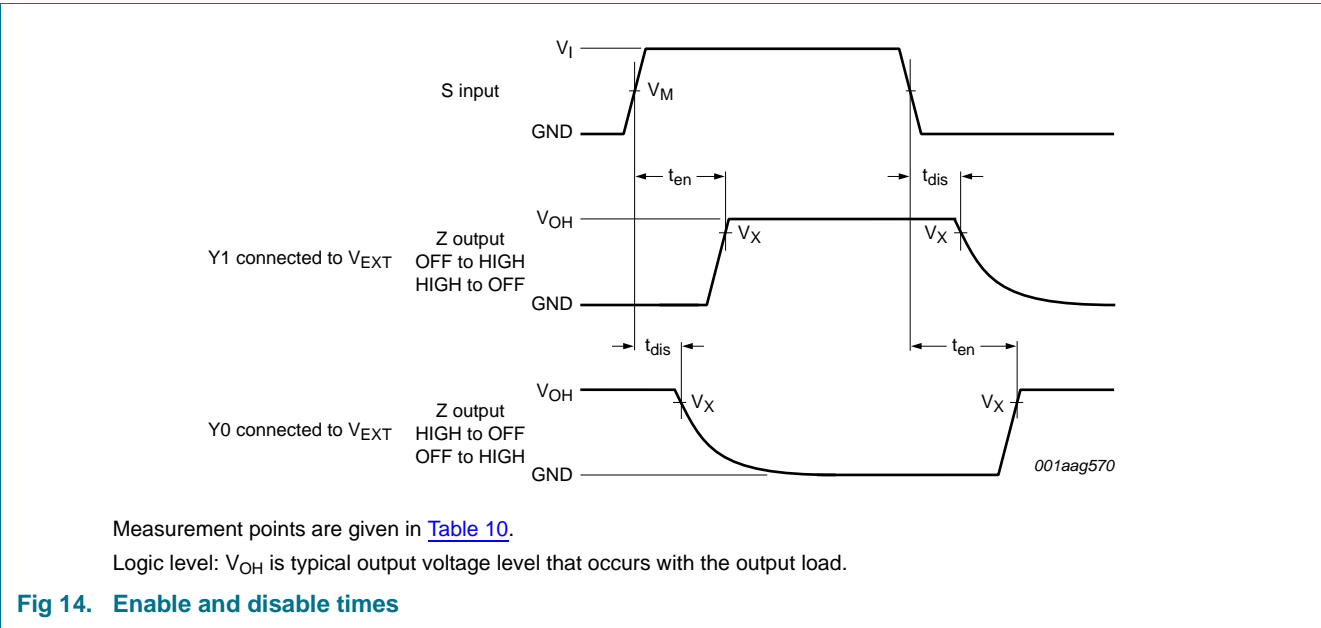 VI
S input
VM
GND
ten
tdis
VOH
Y1 connected to VEXT
Z output
OFF to HIGH
HIGH to OFF
VX
VX
GND
tdis
ten
VOH
Y0 connected to VEXT
Z output
HIGH to OFF
OFF to HIGH
VX
VX
GND
001aag570
Measurement points are given in Table 10.
Logic level: VOH is typical output voltage level that occurs with the output load.
Fig 14. Enable and disable times